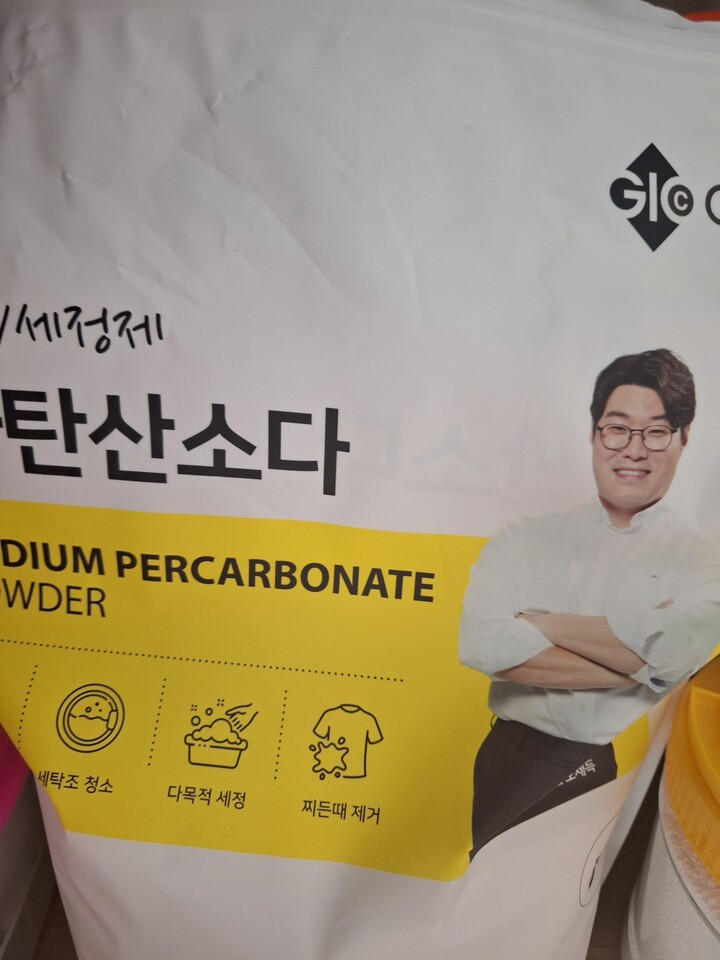 GIC
세정제
탄산소다
DIUM PERCARBONATE
WDER
세탁조 청소
다목적 세정
찌든때 제거